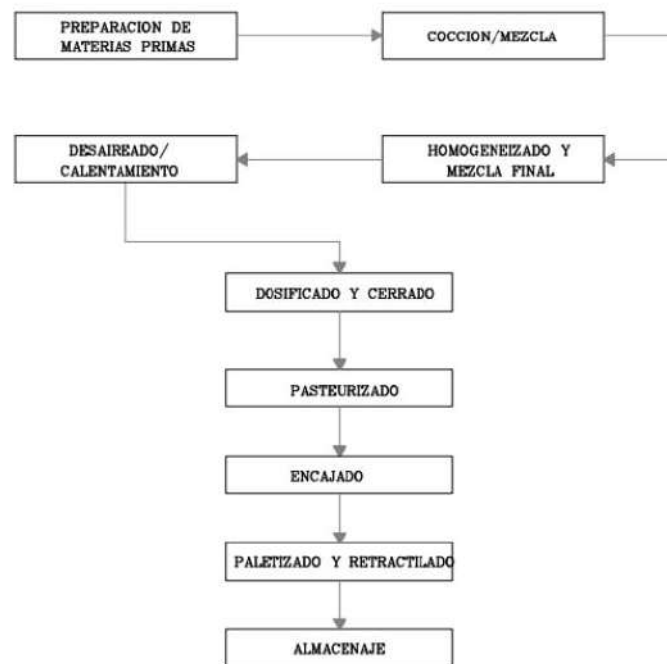 PREPARACION DE
MATERIAS PRIMAS
COCCION/MEZCLA
HOMOGENEIZADO Y
MEZCLA FINAL
DESAIREADO/
CALENTAMIENTO
DOSIFICADO Y CERRADO
PASTEURIZADO
ENCAJADO
PALETIZADO Y RETRACTILADO
ALMACENAJE